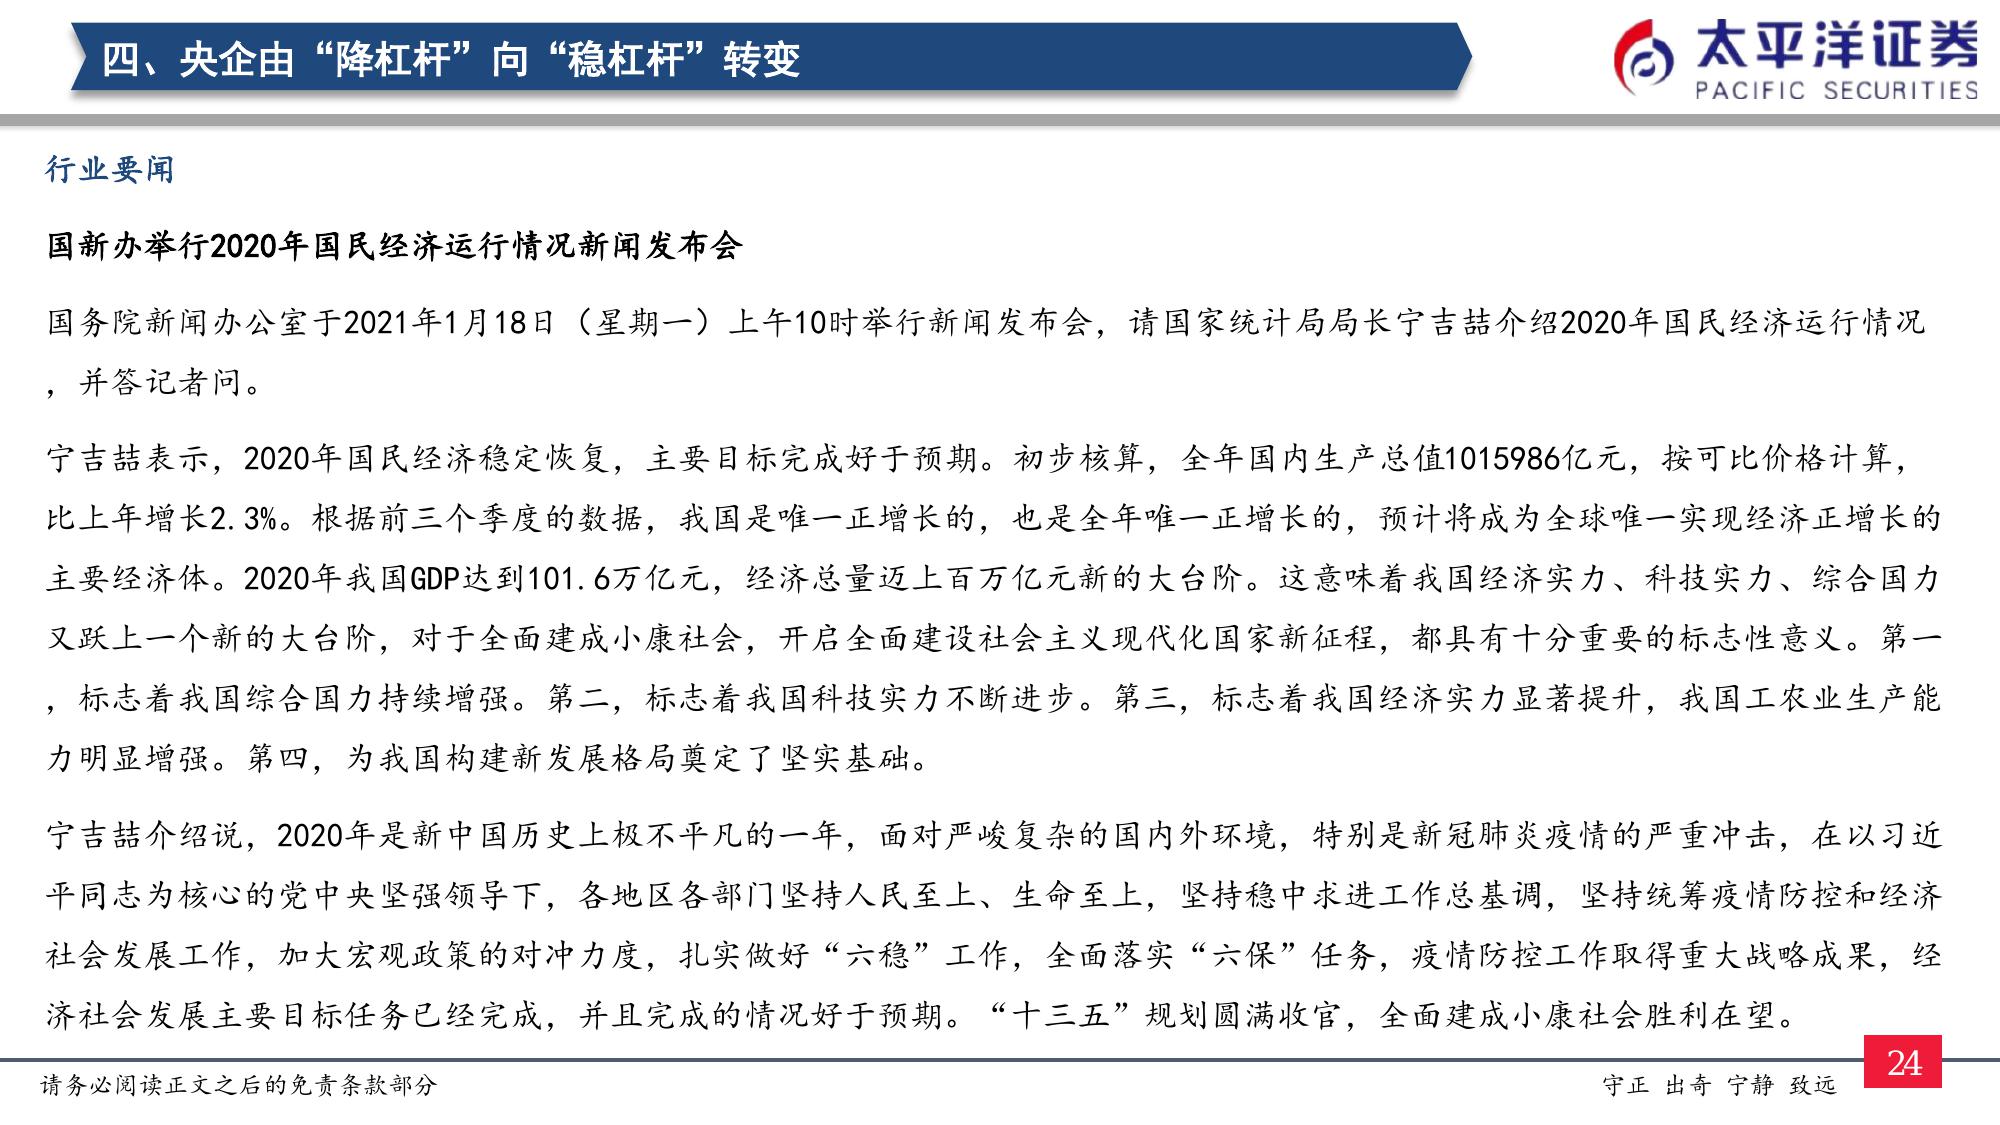 四、央企由“降杠杆”向“稳杠杆”转变
太平洋证券
PACIFIC SECURITIES
行业要闻
国新办举行2020年国民经济运行情况新闻发布会
国务院新闻办公室于2021年1月18日（星期一）上午10时举行新闻发布会，请国家统计局局长宁吉喆介绍2020年国民经济运行情况
，并答记者问。
宁吉喆表示，2020年国民经济稳定恢复，主要目标完成好于预期。初步核算，全年国内生产总值1015986亿元，按可比价格计算，
比上年增长2.3%。根据前三个季度的数据，我国是唯一正增长的，也是全年唯一正增长的，预计将成为全球唯一实现经济正增长的
主要经济体。2020年我国GDP达到101.6万亿元，经济总量迈上百万亿元新的大台阶。这意味着我国经济实力、科技实力、综合国力
又跃上一个新的大台阶，对于全面建成小康社会，开启全面建设社会主义现代化国家新征程，都具有十分重要的标志性意义。第一
，标志着我国综合国力持续增强。第二，标志着我国科技实力不断进步。第三，标志着我国经济实力显著提升，我国工农业生产能
力明显增强。第四，为我国构建新发展格局奠定了坚实基础。
宁吉喆介绍说，2020年是新中国历史上极不平凡的一年，面对严峻复杂的国内外环境，特别是新冠肺炎疫情的严重冲击，在以习近
平同志为核心的党中央坚强领导下，各地区各部门坚持人民至上、生命至上，坚持稳中求进工作总基调，坚持统筹疫情防控和经济
社会发展工作，加大宏观政策的对冲力度，扎实做好“六稳”工作，全面落实“六保”任务，疫情防控工作取得重大战略成果，经
济社会发展主要目标任务已经完成，并且完成的情况好于预期。“十三五”规划圆满收官，全面建成小康社会胜利在望。
请务必阅读正文之后的免责条款部分
守正 出奇 宁静 致远
24